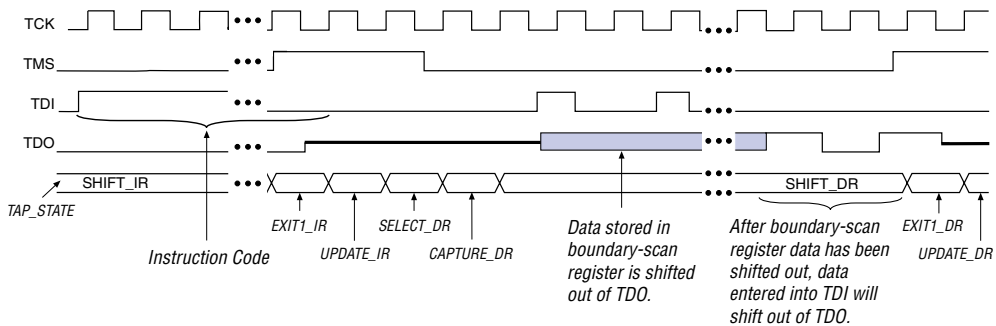 TCK
TMS
TDI
TDO
SHIFT_IR
SHIFT_DR
TAP_STATE
EXIT1_IR
SELECT_DR
EXIT1_DR
UPDATE_IR
CAPTURE_DR
UPDATE_DR
Instruction Code
Data stored in
boundary-scan
register is shifted
out of TDO.
After boundary-scan
register data has been
shifted out, data
entered into TDI will
shift out of TDO.